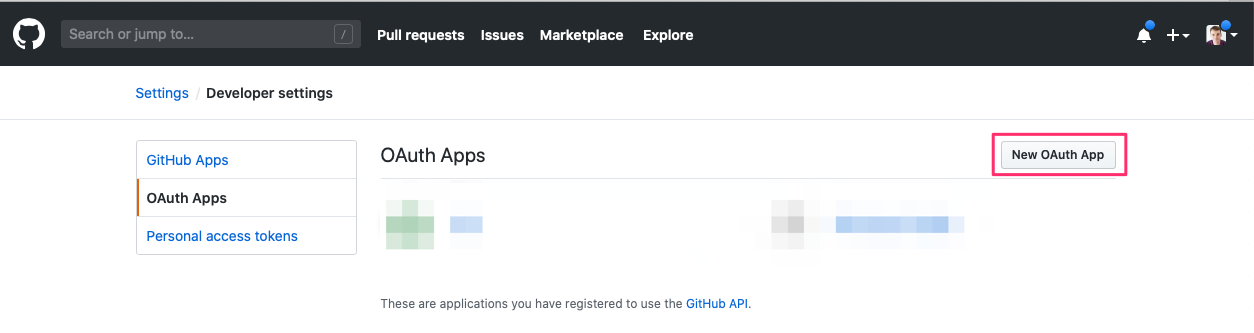 Search or jump to... / Pull requests Issues Marketplace Explore
Settings / Developer settings
GitHub Apps
OAuth Apps
Personal access tokens
OAuth Apps New OAuth App
These are applications you have registered to use the GitHub API.